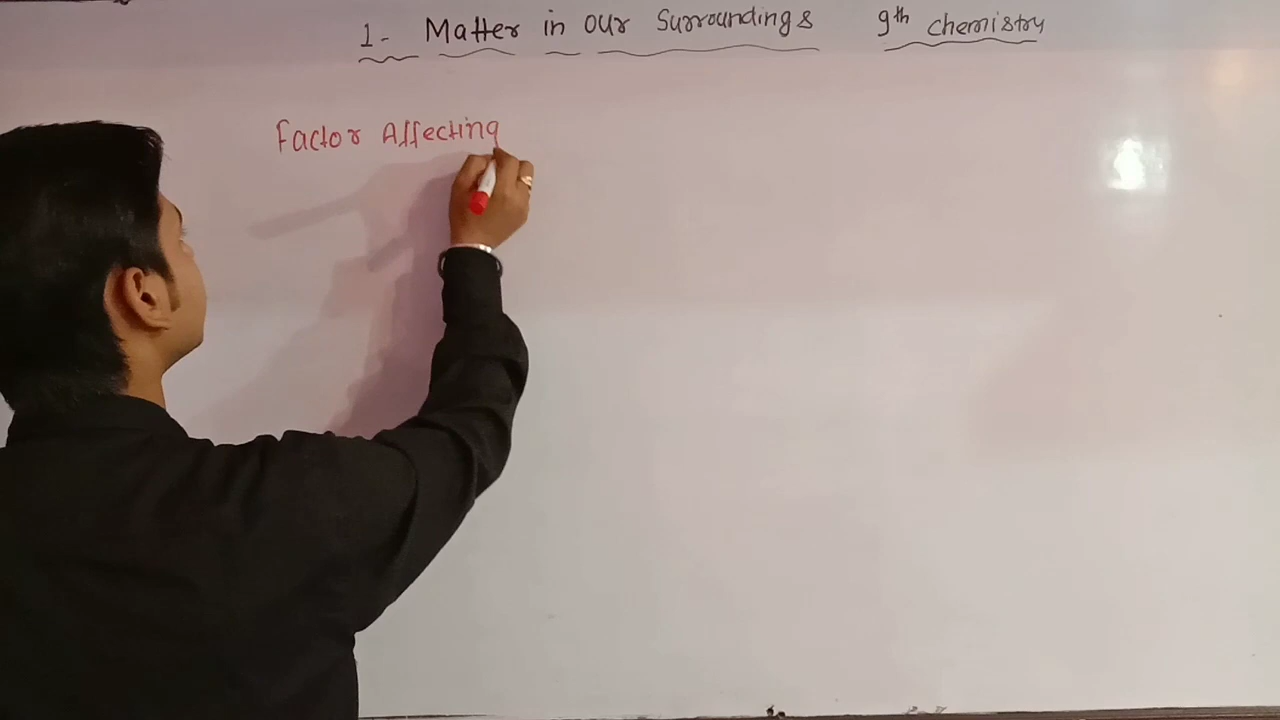 1- Matter in our Surroundings 9th chemistry
Factor Affecting